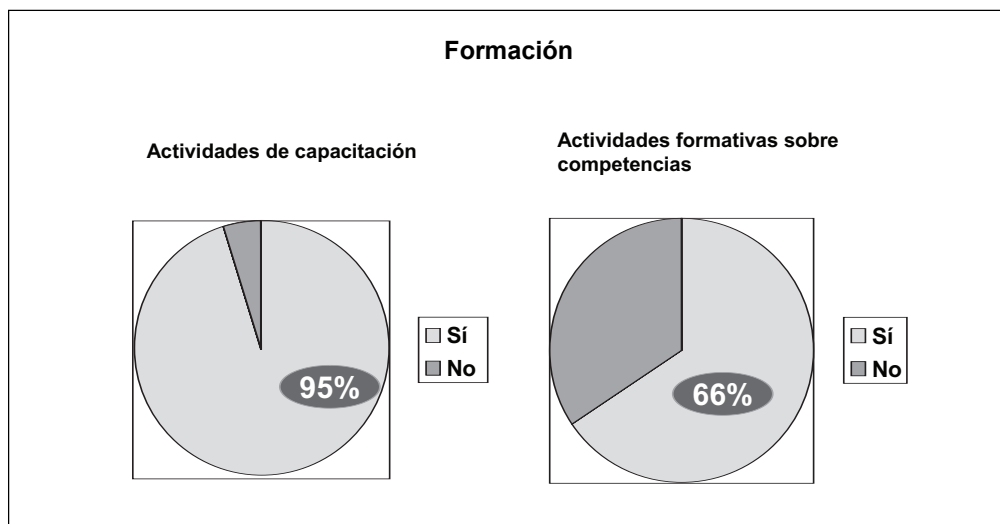 Formación
Actividades de capacitación
Actividades formativas sobre
competencias
Sí
No
95%
Sí
No
66%